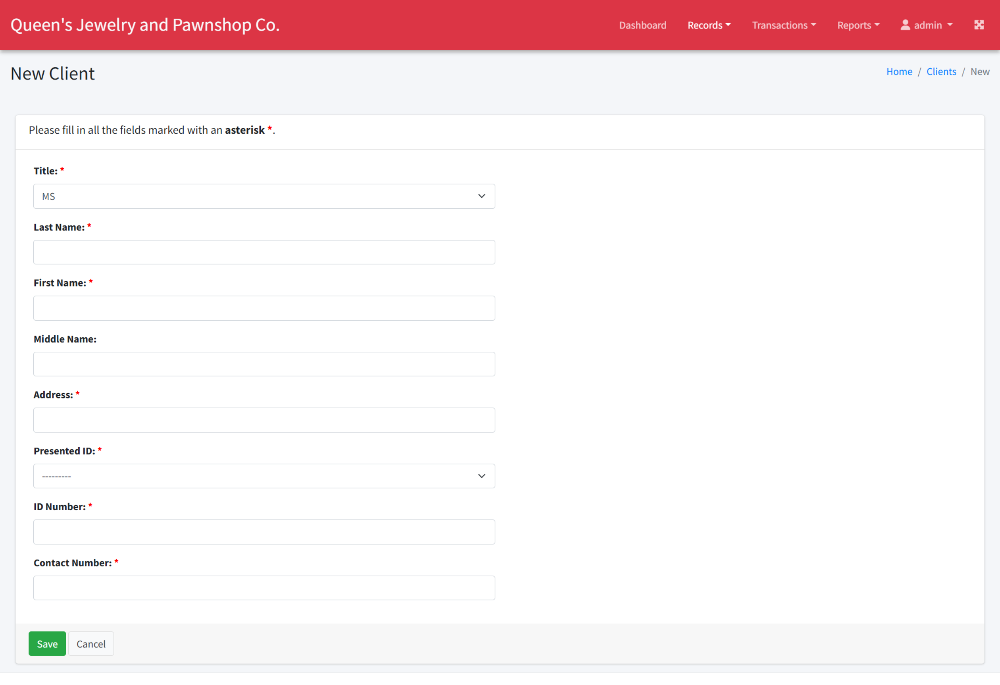 Queen's Jewelry and Pawnshop Co. Dashboard Records Transactions Reports admin
New Client Home / Clients / New
Please fill in all the fields marked with an asterisk *.
Title: *
MS
Last Name: *
First Name: *
Middle Name:
Address: *
Presented ID: *
---------
ID Number: *
Contact Number: *
Save Cancel